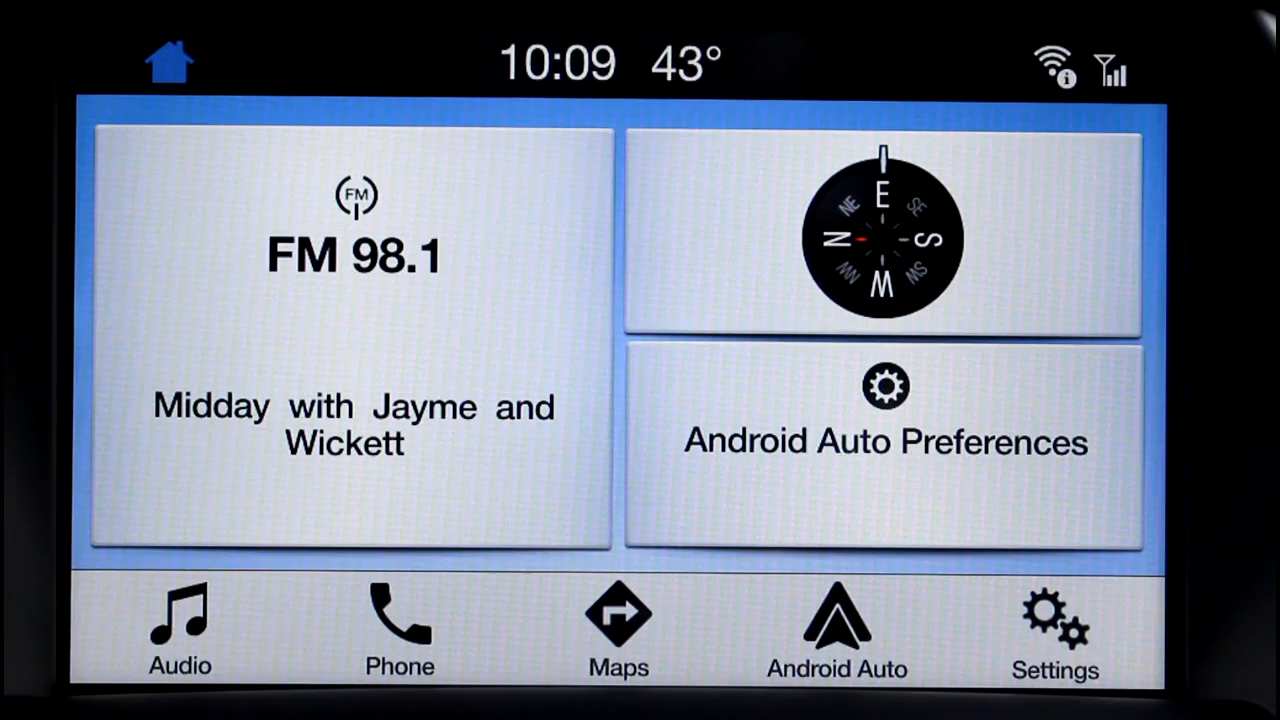 10:09 43°
FM
FM 98.1
Midday with Jayme and
Wickett
E
NE SE
N S
NW SW
W
Android Auto Preferences
Audio Phone Maps Android Auto Settings